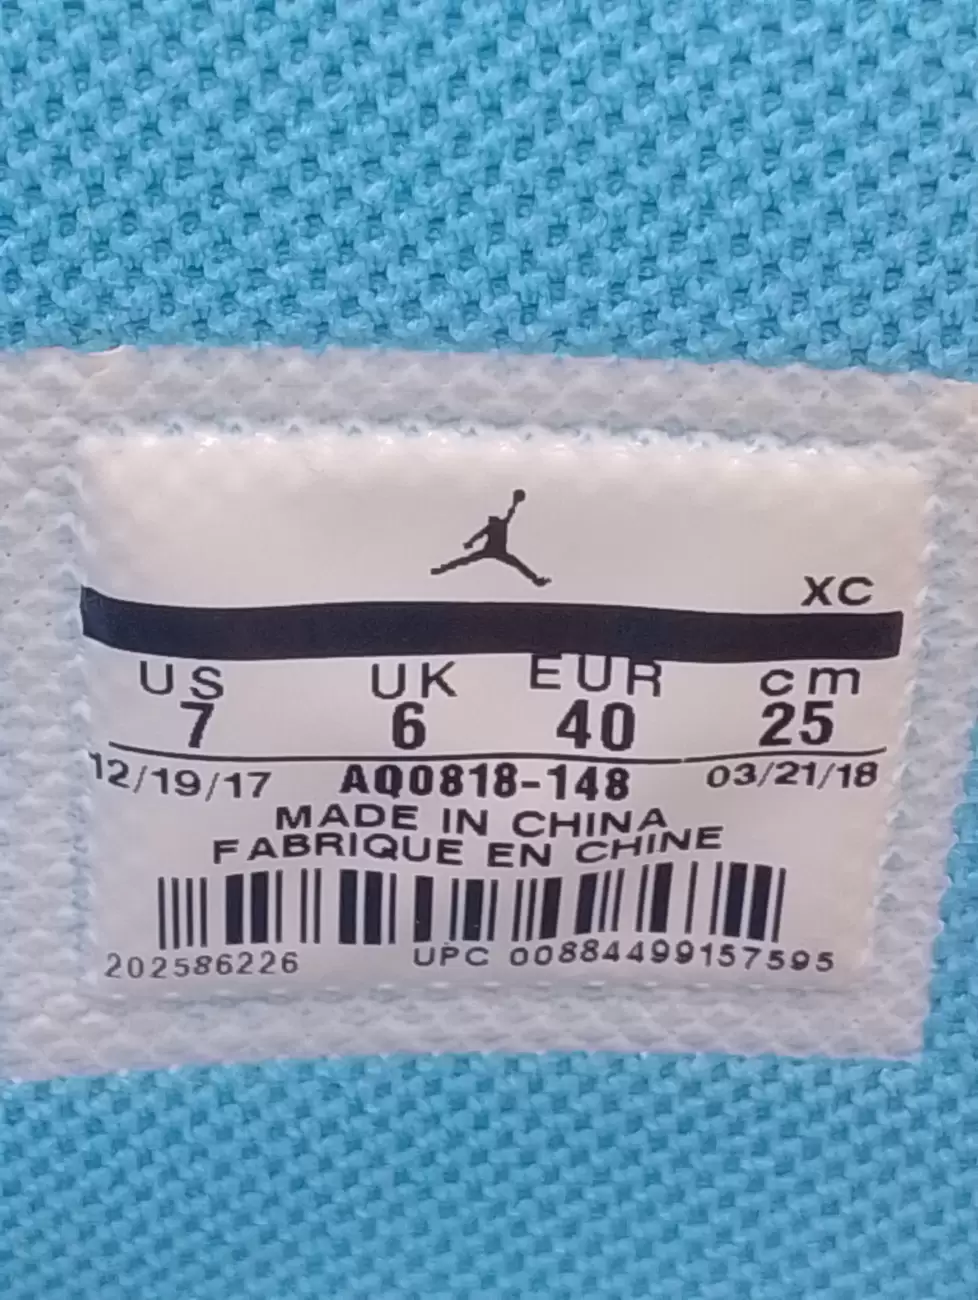 XC
US UK EUR cm
7 6 40 25
12/19/17 AQ0818-148 03/21/18
MADE IN CHINA
FABRIQUE EN CHINE
202586226 UPC 00884499157595